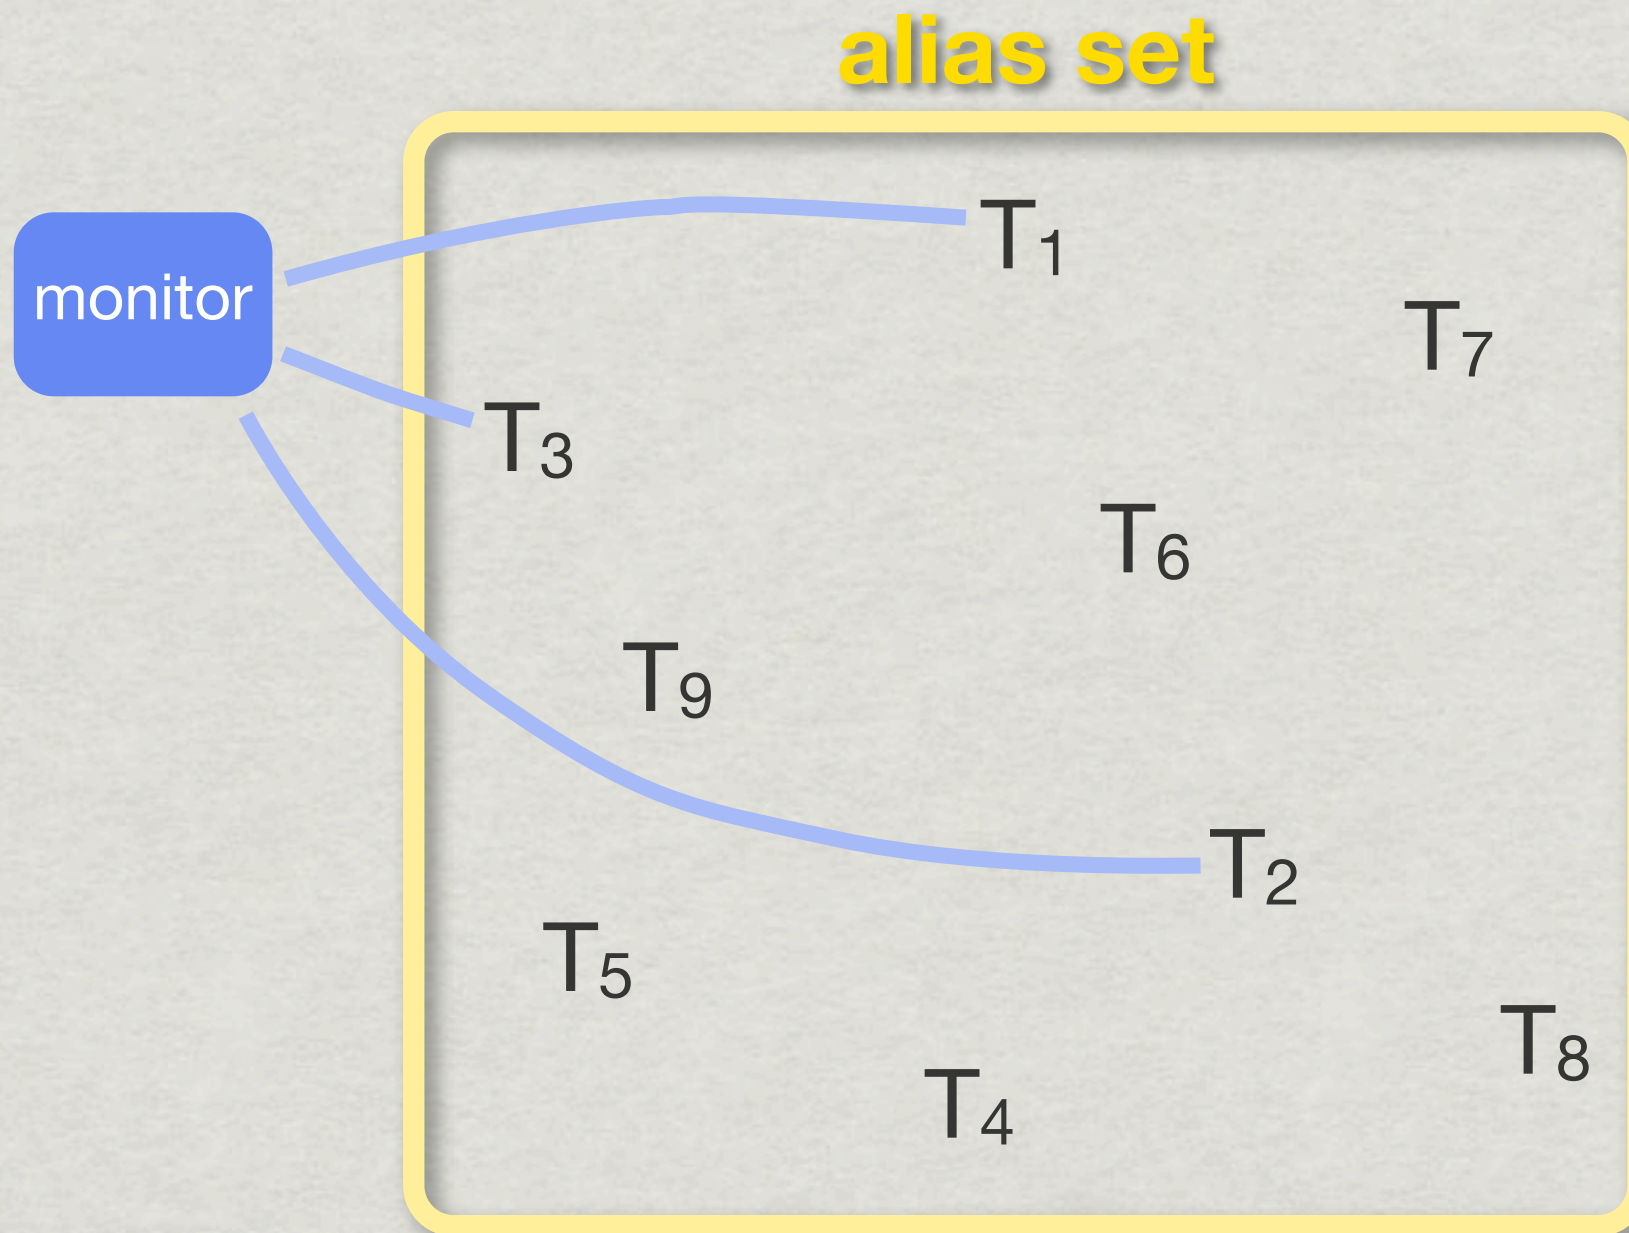 alias set
monitor
T₁
T₇
T₃
T₆
T₉
T₂
T₅
T₈
T₄